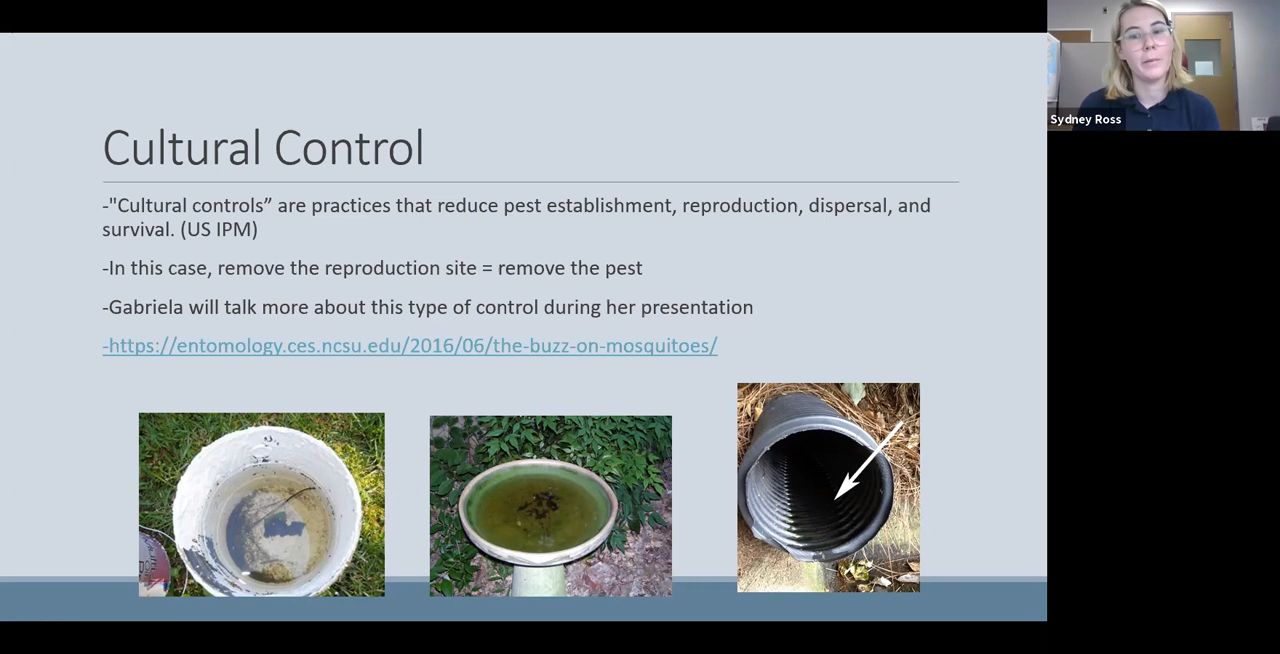 Cultural Control
-"Cultural controls” are practices that reduce pest establishment, reproduction, dispersal, and
survival. (US IPM)
-In this case, remove the reproduction site = remove the pest
-Gabriela will talk more about this type of control during her presentation
-https://entomology.ces.ncsu.edu/2016/06/the-buzz-on-mosquitoes/
Sydney Ross